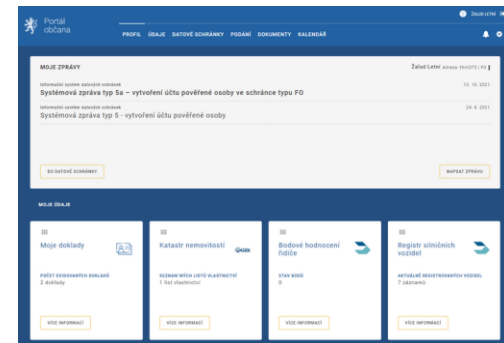 Portál
občana
PROFIL ÚDAJE DATOVÉ SCHRÁNKY PODÁNÍ DOKUMENTY KALENDÁŘ
MOJE ZPRÁVY
Želad Letní
Informační systém datových schránek
13. 10. 2021
Systémová zpráva typ 5a – vytvoření účtu pověřené osoby ve schránce typu FO
Informační systém datových schránek
24. 9. 2021
Systémová zpráva typ 5 - vytvoření účtu pověřené osoby
DO DATOVÉ SCHRÁNKY
NAPSAT ZPRÁVU
MOJE ÚDAJE
Moje doklady
POČET EVIDOVANÝCH DOKLADŮ
2 doklady
VÍCE INFORMACÍ
Katastr nemovitostí
SEZNAM MÝCH LISTŮ VLASTNICTVÍ
1 list vlastnictví
VÍCE INFORMACÍ
Bodové hodnocení
řidiče
STAV BODŮ
0
VÍCE INFORMACÍ
Registr silničních
vozidel
AKTUÁLNĚ REGISTROVANÝCH VOZIDEL
7 záznamů
VÍCE INFORMACÍ